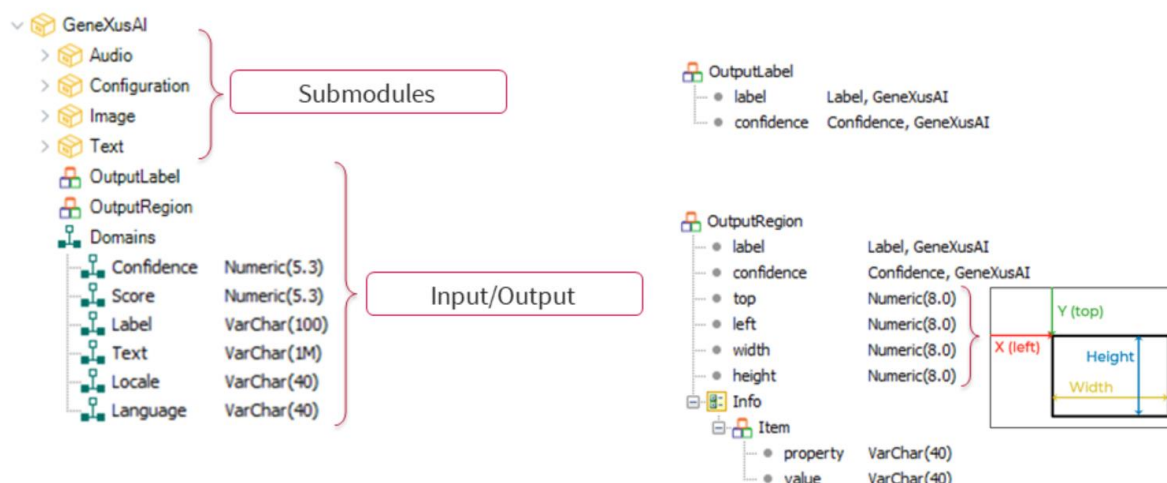 GeneXusAI
Audio
Configuration
Image
Text
Submodules
OutputLabel
OutputRegion
Domains
Confidence Numeric(5.3)
Score Numeric(5.3)
Label VarChar(100)
Text VarChar(1M)
Locale VarChar(40)
Language VarChar(40)
Input/Output
OutputLabel
label Label, GeneXusAI
confidence Confidence, GeneXusAI
OutputRegion
label Label, GeneXusAI
confidence Confidence, GeneXusAI
top Numeric(8.0)
left Numeric(8.0)
width Numeric(8.0)
height Numeric(8.0)
Info
Item
property VarChar(40)
value VarChar(40)
Y (top)
X (left)
Height
Width